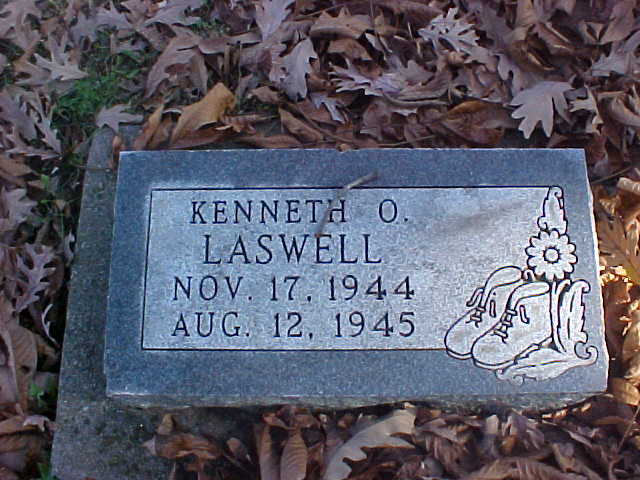 KENNETH O.
LASWELL
NOV. 17, 1944
AUG. 12, 1945